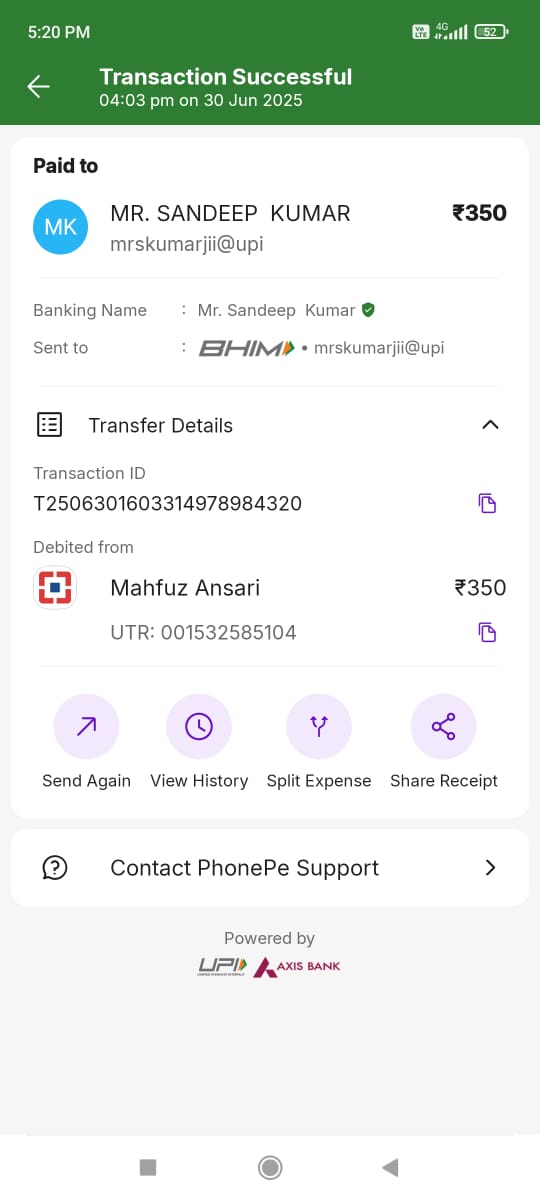 5:20 PM
Vo LTE 4G 52
Transaction Successful
04:03 pm on 30 Jun 2025
Paid to
MK MR. SANDEEP KUMAR ₹350
mrskumarjii@upi
Banking Name : Mr. Sandeep Kumar
Sent to : BHIM • mrskumarjii@upi
Transfer Details
Transaction ID
T2506301603314978984320
Debited from
Mahfuz Ansari ₹350
UTR: 001532585104
Send Again View History Split Expense Share Receipt
Contact PhonePe Support
Powered by
UPI AXIS BANK